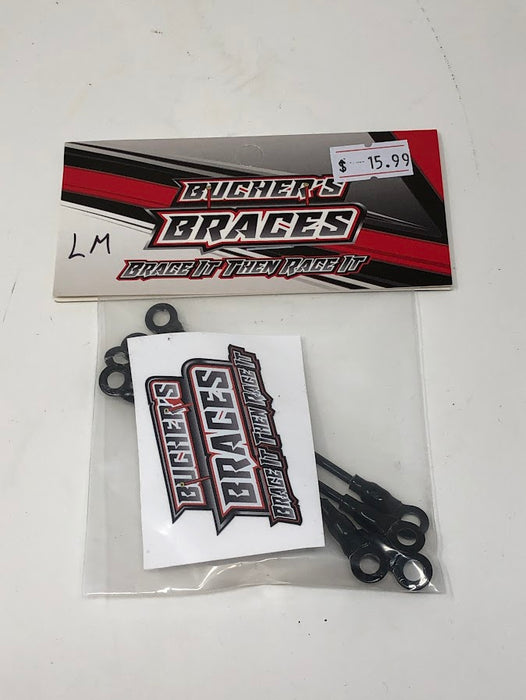 $ 15.99
BUCHER'S
BRACES
BRACE IT THEN RACE IT
LM
BUCHER'S
BRACES
BRACE IT THEN RACE IT